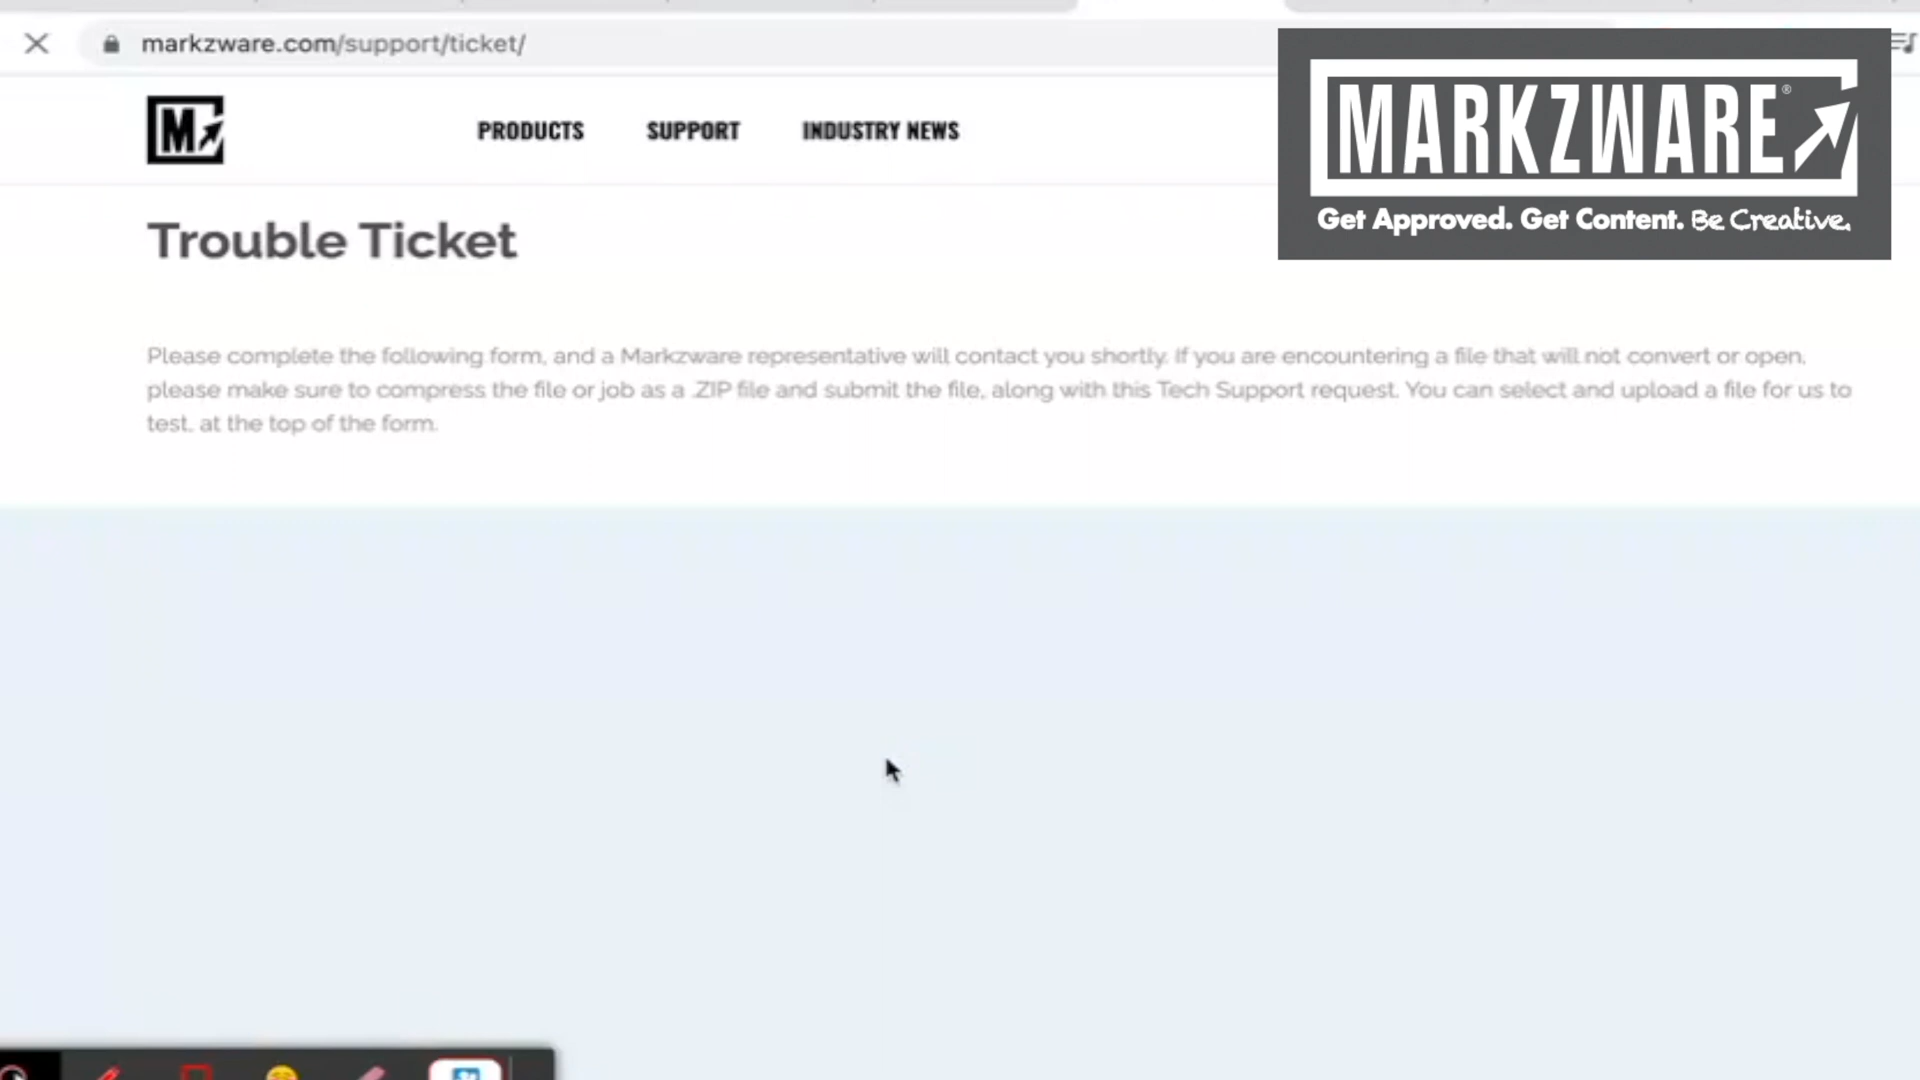 markzware.com/support/ticket/
M
PRODUCTS SUPPORT INDUSTRY NEWS
MARKZWARE®
Get Approved. Get Content. Be Creative.
Trouble Ticket
Please complete the following form, and a Markzware representative will contact you shortly. If you are encountering a file that will not convert or open,
please make sure to compress the file or job as a .ZIP file and submit the file, along with this Tech Support request. You can select and upload a file for us to
test, at the top of the form.